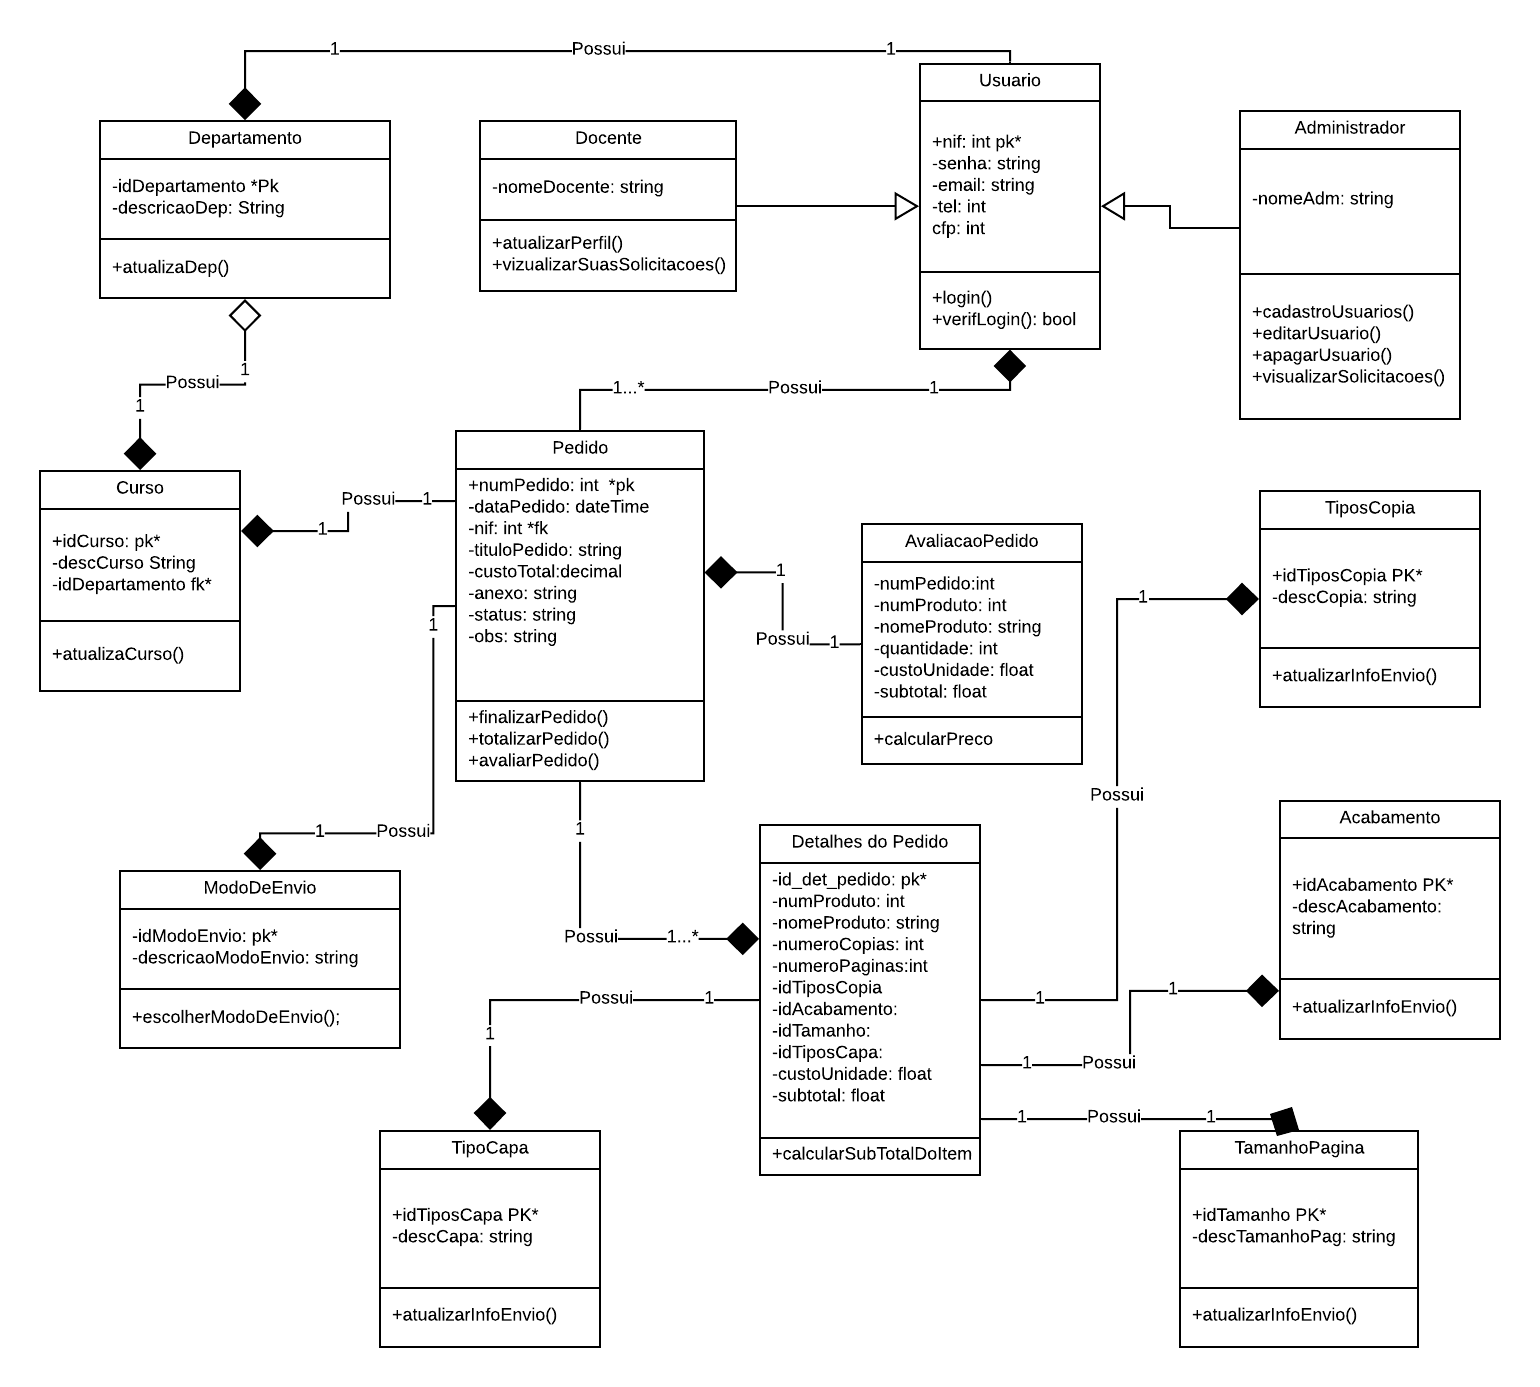 1
Possui
1
Usuario
+nif: int pk*
-senha: string
-email: string
-tel: int
cfp: int
+login()
+verifLogin(): bool
Departamento
-idDepartamento *Pk
-descricaoDep: String
+atualizaDep()
Docente
-nomeDocente: string
+atualizarPerfil()
+vizualizarSuasSolicitacoes()
Administrador
-nomeAdm: string
+cadastroUsuarios()
+editarUsuario()
+apagarUsuario()
+visualizarSolicitacoes()
1
Possui
1
1...*
Possui
1
Curso
+idCurso: pk*
-descCurso String
-idDepartamento fk*
+atualizaCurso()
Possui
1
1
Pedido
+numPedido: int  *pk
-dataPedido: dateTime
-nif: int *fk
-tituloPedido: string
-custoTotal:decimal
-anexo: string
-status: string
-obs: string
+finalizarPedido()
+totalizarPedido()
+avaliarPedido()
1
Possui
1
AvaliacaoPedido
-numPedido:int
-numProduto: int
-nomeProduto: string
-quantidade: int
-custoUnidade: float
-subtotal: float
+calcularPreco
TiposCopia
+idTiposCopia PK*
-descCopia: string
+atualizarInfoEnvio()
1
Possui
1
1
1
Possui
ModoDeEnvio
-idModoEnvio: pk*
-descricaoModoEnvio: string
+escolherModoDeEnvio();
1
Possui
1...*
Detalhes do Pedido
-id_det_pedido: pk*
-numProduto: int
-nomeProduto: string
-numeroCopias: int
-numeroPaginas:int
-idTiposCopia
-idAcabamento:
-idTamanho:
-idTiposCapa:
-custoUnidade: float
-subtotal: float
+calcularSubTotalDoItem
Acabamento
+idAcabamento PK*
-descAcabamento:
string
+atualizarInfoEnvio()
1
1
Possui
Possui
1
1
1
Possui
1
TipoCapa
+idTiposCapa PK*
-descCapa: string
+atualizarInfoEnvio()
TamanhoPagina
+idTamanho PK*
-descTamanhoPag: string
+atualizarInfoEnvio()